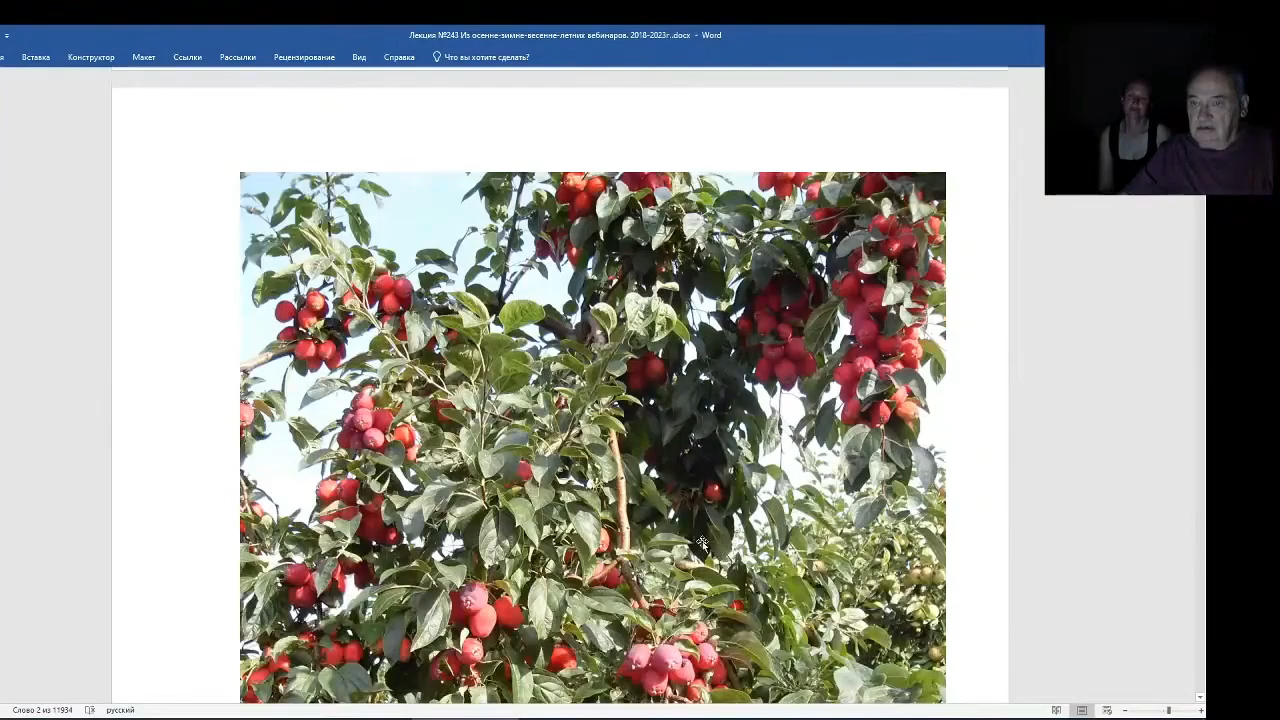 Лекция №243 Из осенне-зимне-весенне-летних вебинаров. 2018-2023г..docx - Word
Вставка Конструктор Макет Ссылки Рассылки Рецензирование Вид Справка Что вы хотите сделать?
Слово 2 из 11934 русский